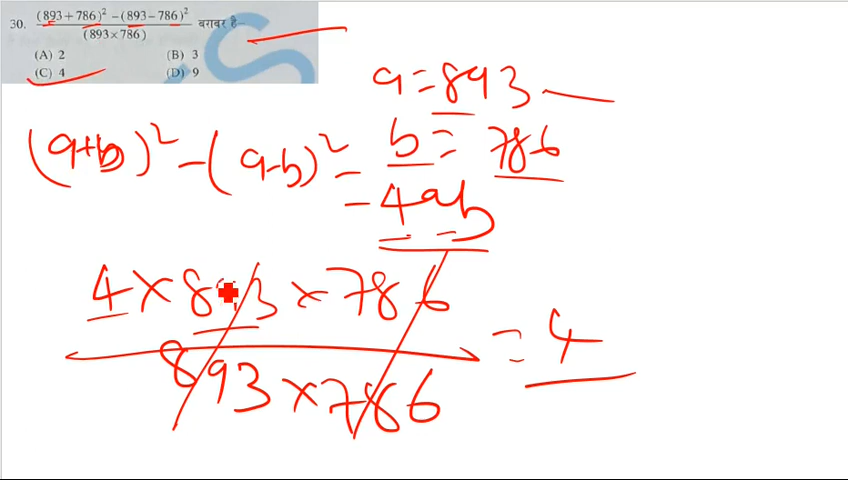 30. (893+786)² −(893−786)² / (893×786) बराबर है–
(A) 2 (B) 3
(C) 4 (D) 9
a=893
(a+b)² −(a-b)² = b= 786
= 4ab
4×893×786 / 893×786 = 4